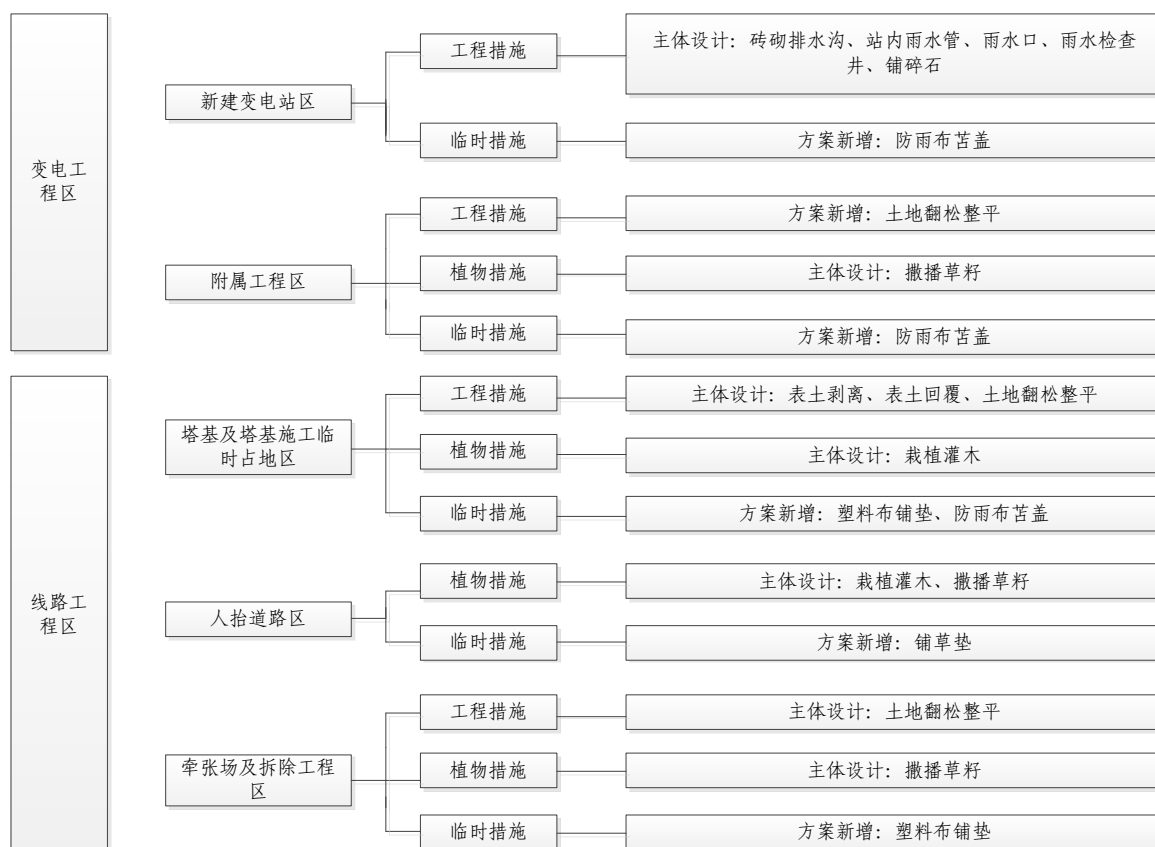 变电工
程区
新建变电站区
工程措施
主体设计：砖砌排水沟、站内雨水管、雨水口、雨水检查
井、铺碎石
临时措施
方案新增：防雨布苫盖
附属工程区
工程措施
方案新增：土地翻松整平
植物措施
主体设计：撒播草籽
临时措施
方案新增：防雨布苫盖
线路工
程区
塔基及塔基施工临
时占地区
工程措施
主体设计：表土剥离、表土回覆、土地翻松整平
植物措施
主体设计：栽植灌木
临时措施
方案新增：塑料布铺垫、防雨布苫盖
人抬道路区
植物措施
主体设计：栽植灌木、撒播草籽
临时措施
方案新增：铺草垫
牵张场及拆除工程
区
工程措施
主体设计：土地翻松整平
植物措施
主体设计：撒播草籽
临时措施
方案新增：塑料布铺垫